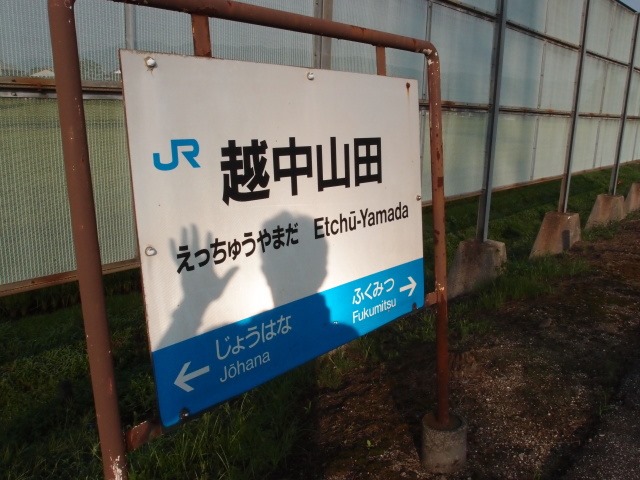 JR 越中山田
えっちゅうやまだ Etchū-Yamada
ふくみつ →
Fukumitsu
じょうはな
← Jōhana